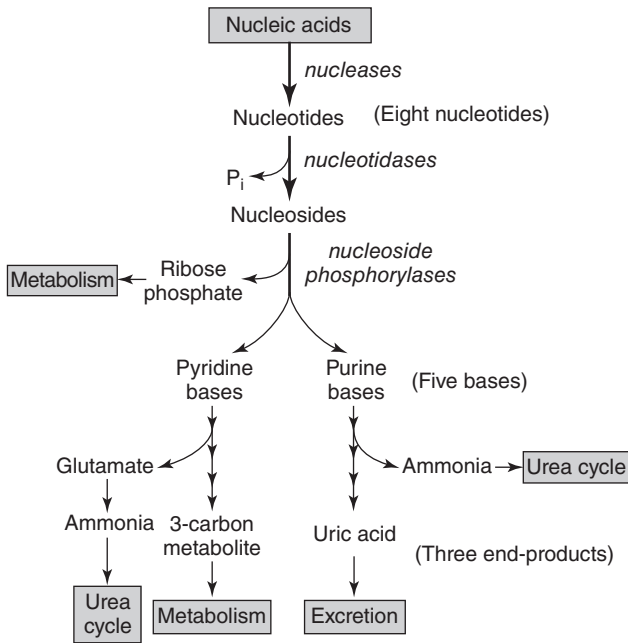 Nucleic acids
nucleases
Nucleotides
(Eight nucleotides)
nucleotidases
Pi
Nucleosides
nucleoside
phosphorylases
Metabolism
Ribose
phosphate
Pyridine
bases
Purine
bases
(Five bases)
Glutamate
Ammonia
Urea cycle
Ammonia
3-carbon
metabolite
Uric acid
(Three end-products)
Urea
cycle
Metabolism
Excretion